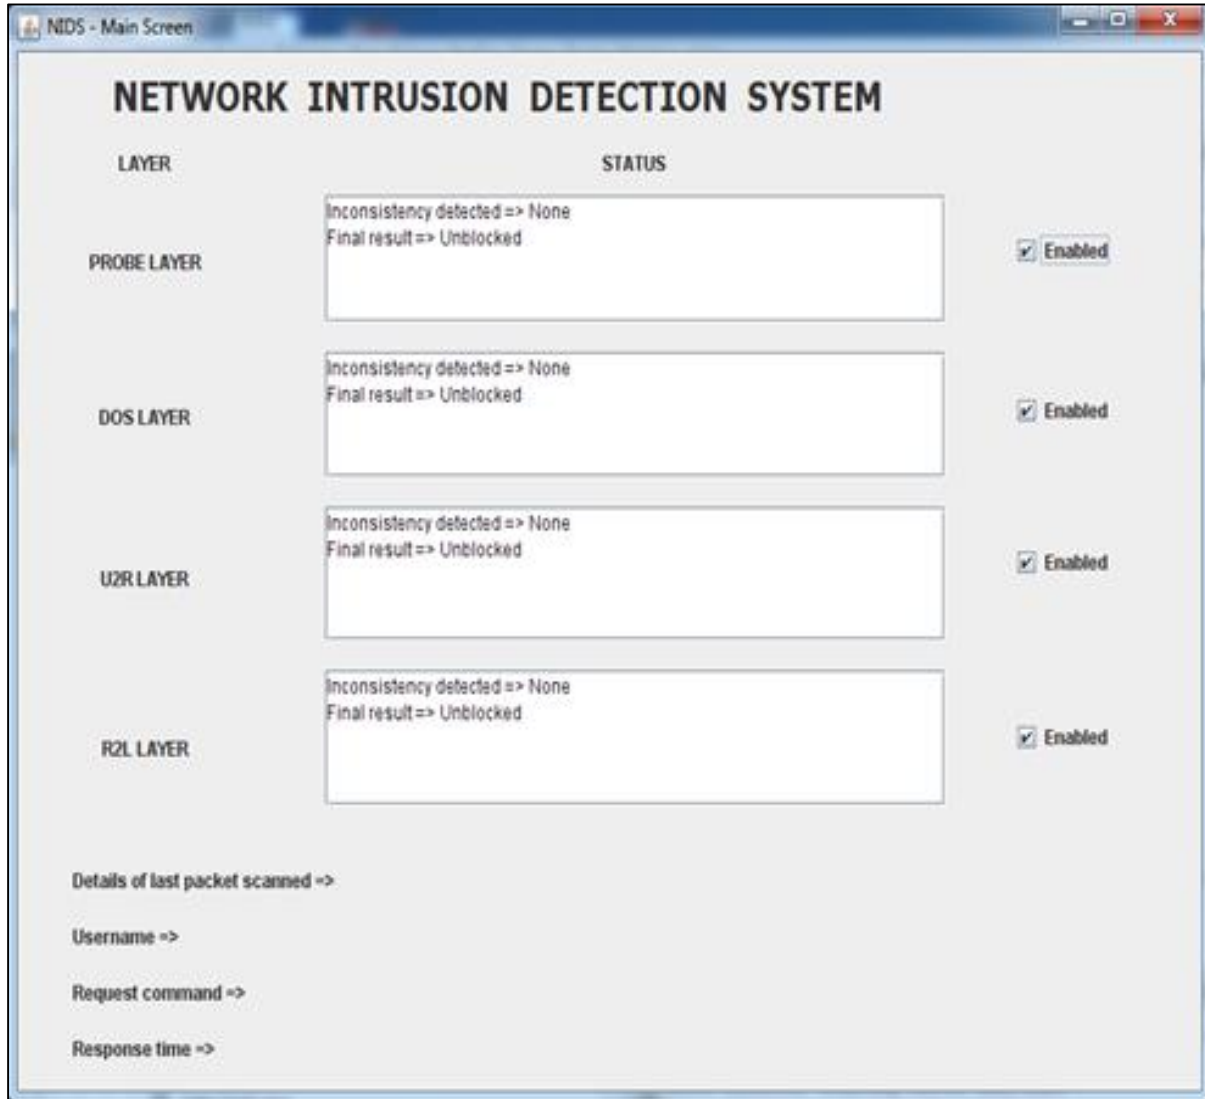 NIDS - Main Screen
NETWORK INTRUSION DETECTION SYSTEM
LAYER STATUS
PROBE LAYER
Inconsistency detected => None
Final result => Unblocked
Enabled
DOS LAYER
Inconsistency detected => None
Final result => Unblocked
Enabled
U2R LAYER
Inconsistency detected => None
Final result => Unblocked
Enabled
R2L LAYER
Inconsistency detected => None
Final result => Unblocked
Enabled
Details of last packet scanned =>
Username =>
Request command =>
Response time =>